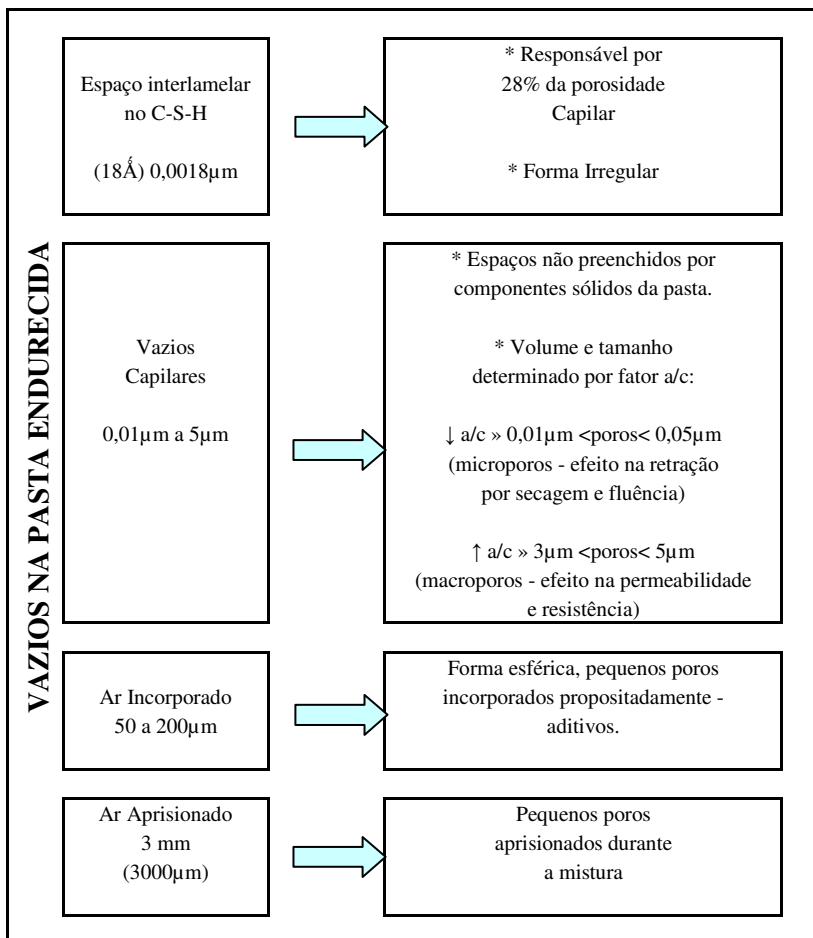 VAZIOS NA PASTA ENDURECIDA
Espaço interlamelar
no C-S-H
(18Ǻ) 0,0018µm
* Responsável por
28% da porosidade
Capilar
* Forma Irregular
Vazios
Capilares
0,01µm a 5µm
* Espaços não preenchidos por
componentes sólidos da pasta.
* Volume e tamanho
determinado por fator a/c:
↓ a/c » 0,01µm <poros< 0,05µm
(microporos - efeito na retração
por secagem e fluência)
↑ a/c » 3µm <poros< 5µm
(macroporos - efeito na permeabilidade
e resistência)
Ar Incorporado
50 a 200µm
Forma esférica, pequenos poros
incorporados propositadamente -
aditivos.
Ar Aprisionado
3 mm
(3000µm)
Pequenos poros
aprisionados durante
a mistura